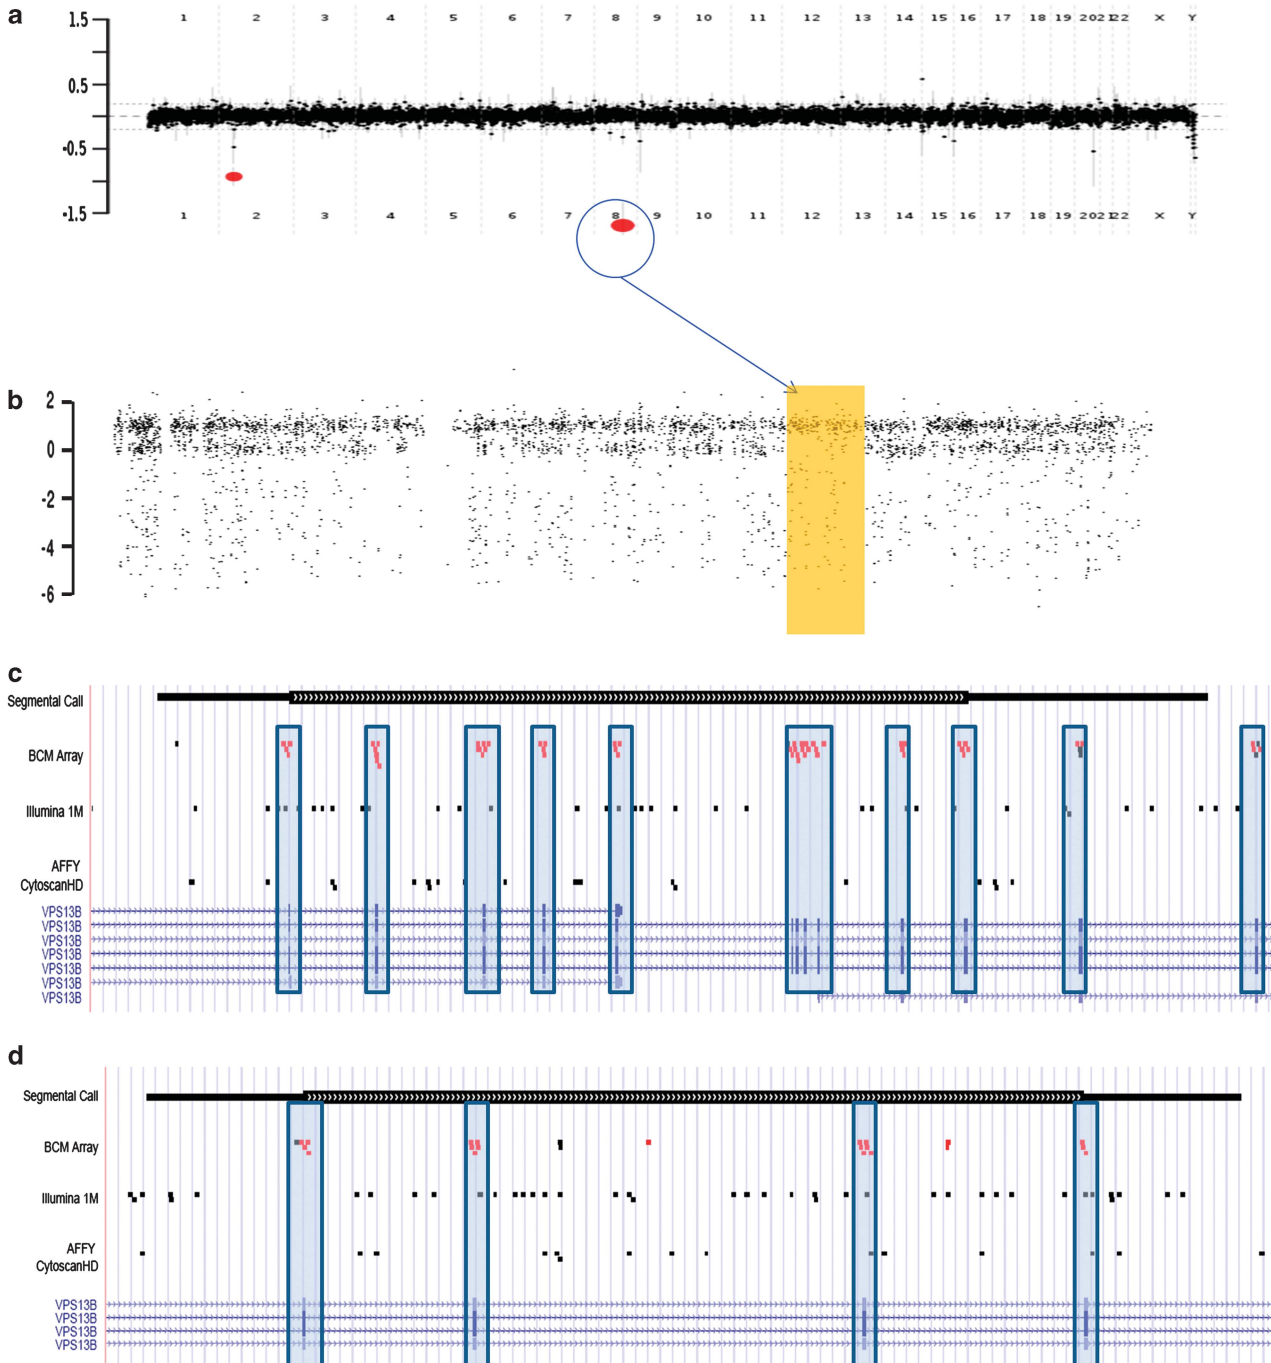 a
1.5
0.5
-0.5
-1.5
1 2 3 4 5 6 7 8 9 10 11 12 13 14 15 16 17 18 19 20 21 22 X Y
1 2 3 4 5 6 7 8 9 10 11 12 13 14 15 16 17 18 19 20 21 22 X Y
b
2
0
-2
-4
-6
c
Segmental Call
BCM Array
Illumina 1M
AFFY
CytoscanHD
VPS13B
VPS13B
VPS13B
VPS13B
VPS13B
VPS13B
VPS13B
d
Segmental Call
BCM Array
Illumina 1M
AFFY
CytoscanHD
VPS13B
VPS13B
VPS13B
VPS13B